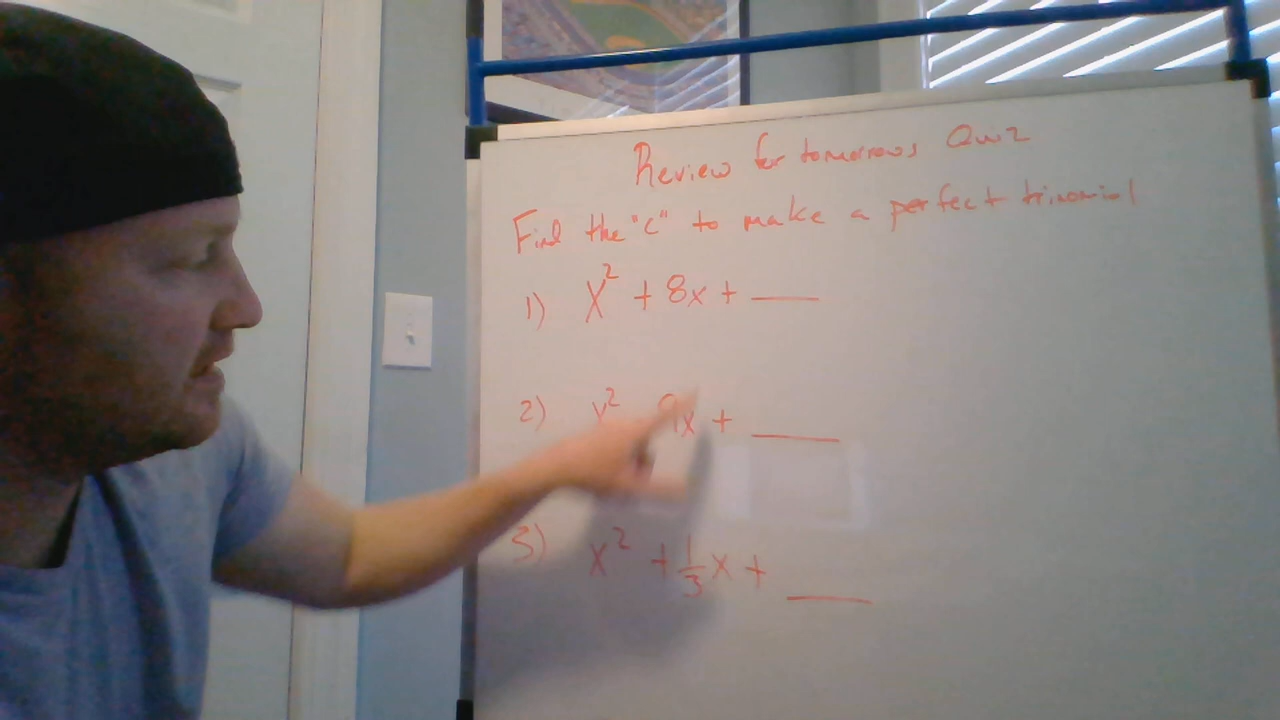 Review for tomorrows Quiz
Find the "c" to make a perfect trinomial
1) X² + 8x + ___
2) x² 9x + ___
3) x² + 1/3 x + ___